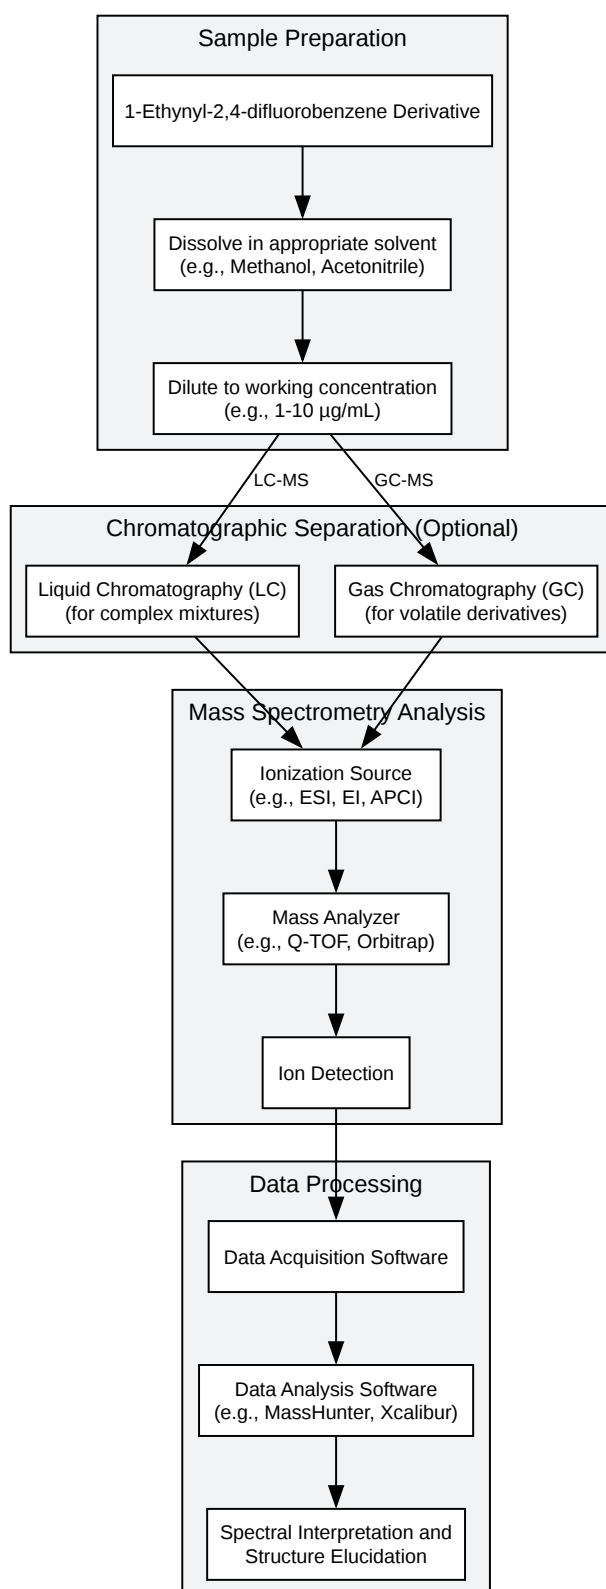 Sample Preparation
1-Ethynyl-2,4-difluorobenzene Derivative
Dissolve in appropriate solvent
(e.g., Methanol, Acetonitrile)
Dilute to working concentration
(e.g., 1-10 µg/mL)
LC-MS
GC-MS
Chromatographic Separation (Optional)
Liquid Chromatography (LC)
(for complex mixtures)
Gas Chromatography (GC)
(for volatile derivatives)
Mass Spectrometry Analysis
Ionization Source
(e.g., ESI, EI, APCI)
Mass Analyzer
(e.g., Q-TOF, Orbitrap)
Ion Detection
Data Processing
Data Acquisition Software
Data Analysis Software
(e.g., MassHunter, Xcalibur)
Spectral Interpretation and
Structure Elucidation